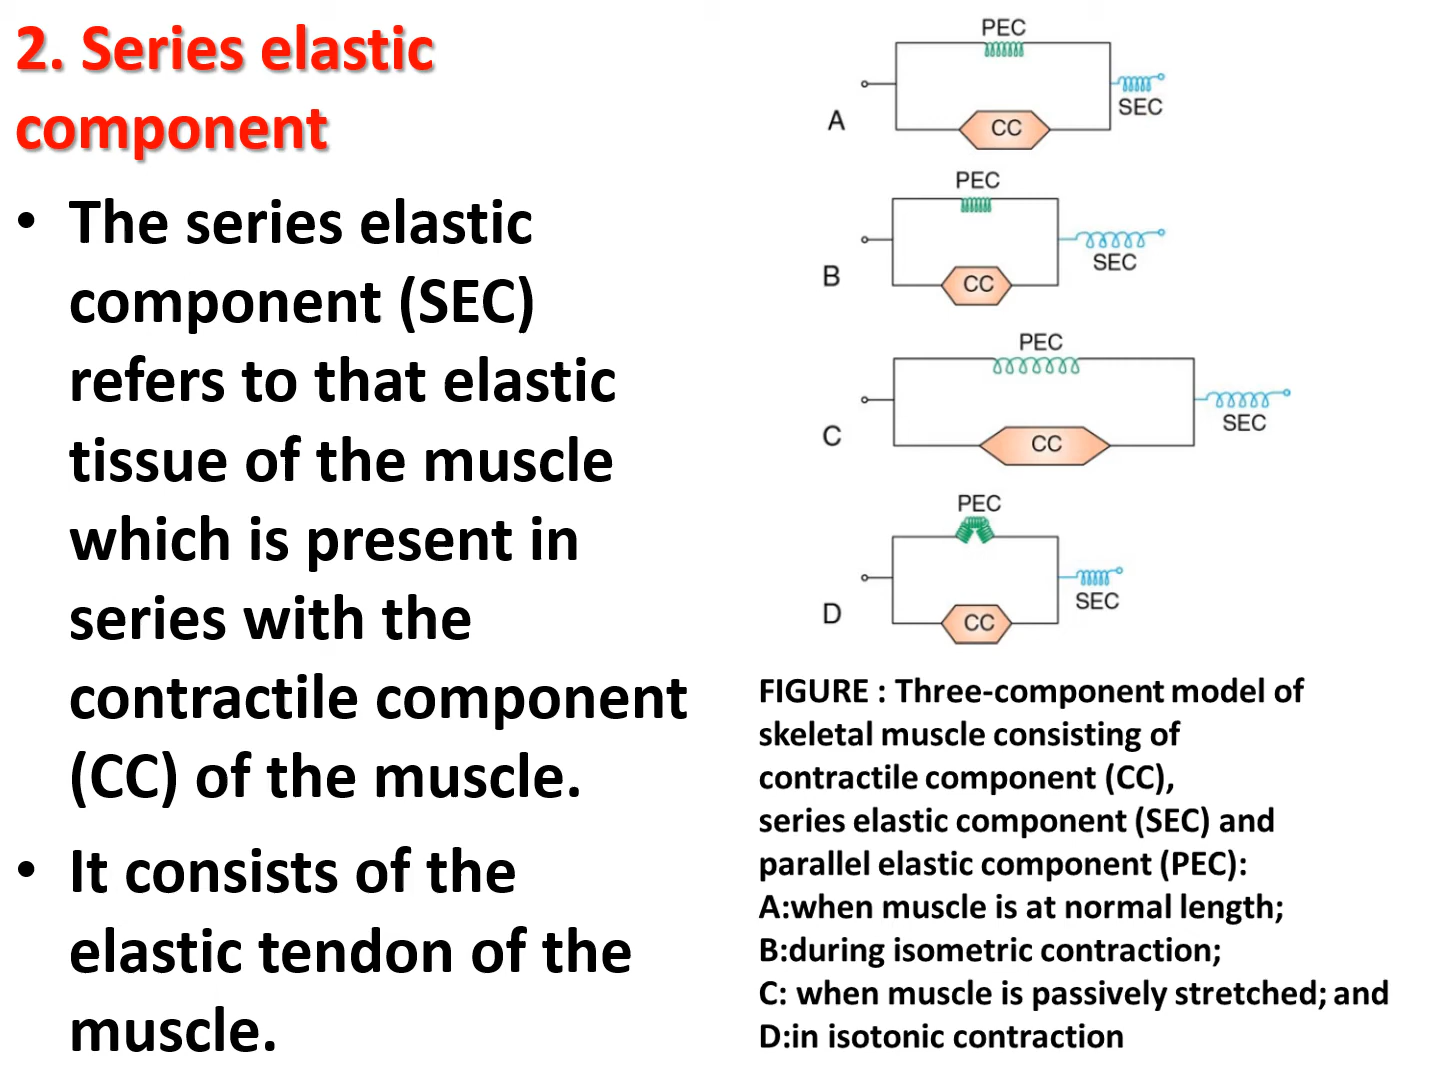 2. Series elastic
component
• The series elastic
component (SEC)
refers to that elastic
tissue of the muscle
which is present in
series with the
contractile component
(CC) of the muscle.
• It consists of the
elastic tendon of the
muscle.
PEC
SEC
A
CC
PEC
SEC
B
CC
PEC
SEC
C
CC
PEC
SEC
D
CC
FIGURE : Three-component model of
skeletal muscle consisting of
contractile component (CC),
series elastic component (SEC) and
parallel elastic component (PEC):
A:when muscle is at normal length;
B:during isometric contraction;
C: when muscle is passively stretched; and
D:in isotonic contraction